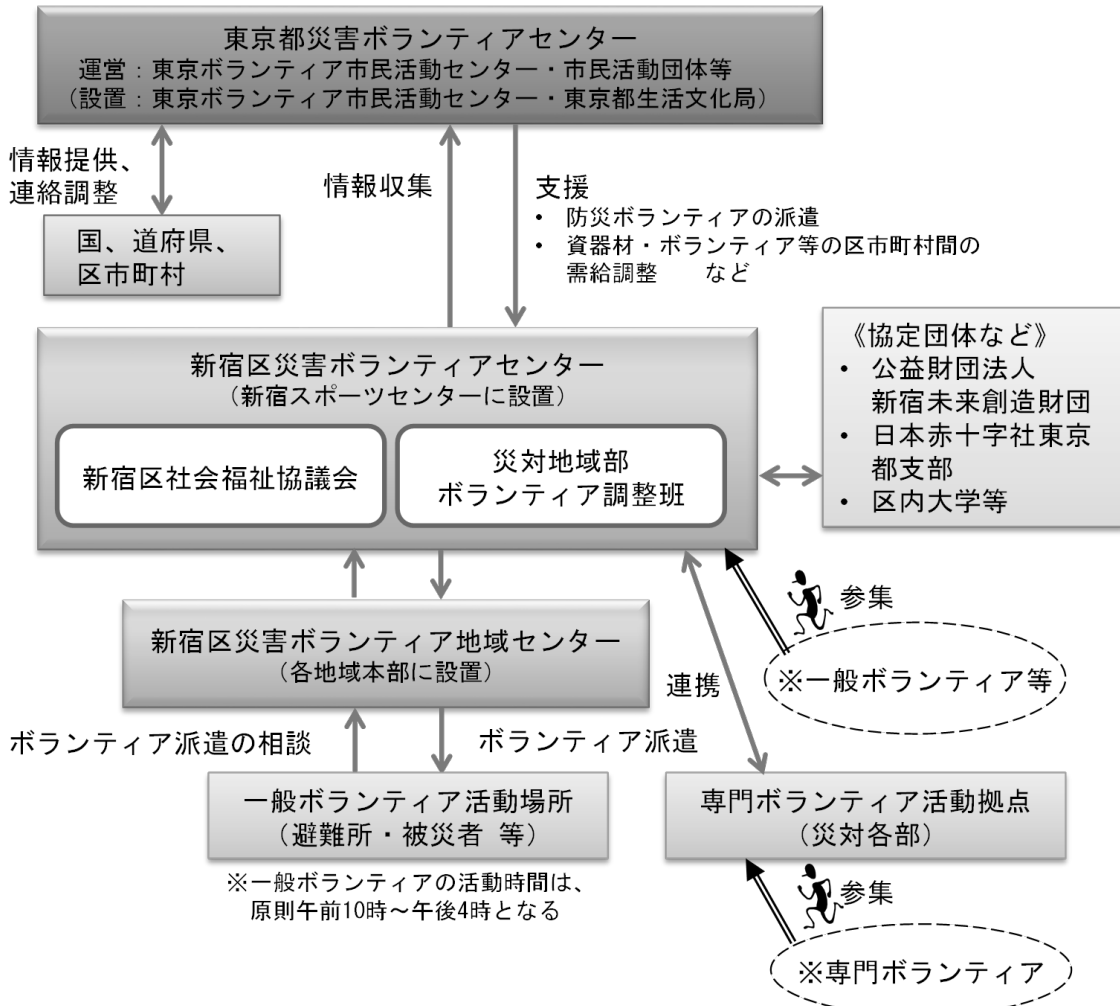 東京都災害ボランティアセンター
運営：東京ボランティア市民活動センター・市民活動団体等
（設置：東京ボランティア市民活動センター・東京都生活文化局）
情報提供、
連絡調整
情報収集
支援
• 防災ボランティアの派遣
• 資器材・ボランティア等の区市町村間の
需給調整　　など
国、道府県、
区市町村
新宿区災害ボランティアセンター
（新宿スポーツセンターに設置）
新宿区社会福祉協議会
災対地域部
ボランティア調整班
《協定団体など》
• 公益財団法人
新宿未来創造財団
• 日本赤十字社東京
都支部
• 区内大学等
参集
※一般ボランティア等
新宿区災害ボランティア地域センター
（各地域本部に設置）
連携
ボランティア派遣の相談
ボランティア派遣
一般ボランティア活動場所
（避難所・被災者 等）
※一般ボランティアの活動時間は、
原則午前10時～午後4時となる
専門ボランティア活動拠点
（災対各部）
参集
※専門ボランティア